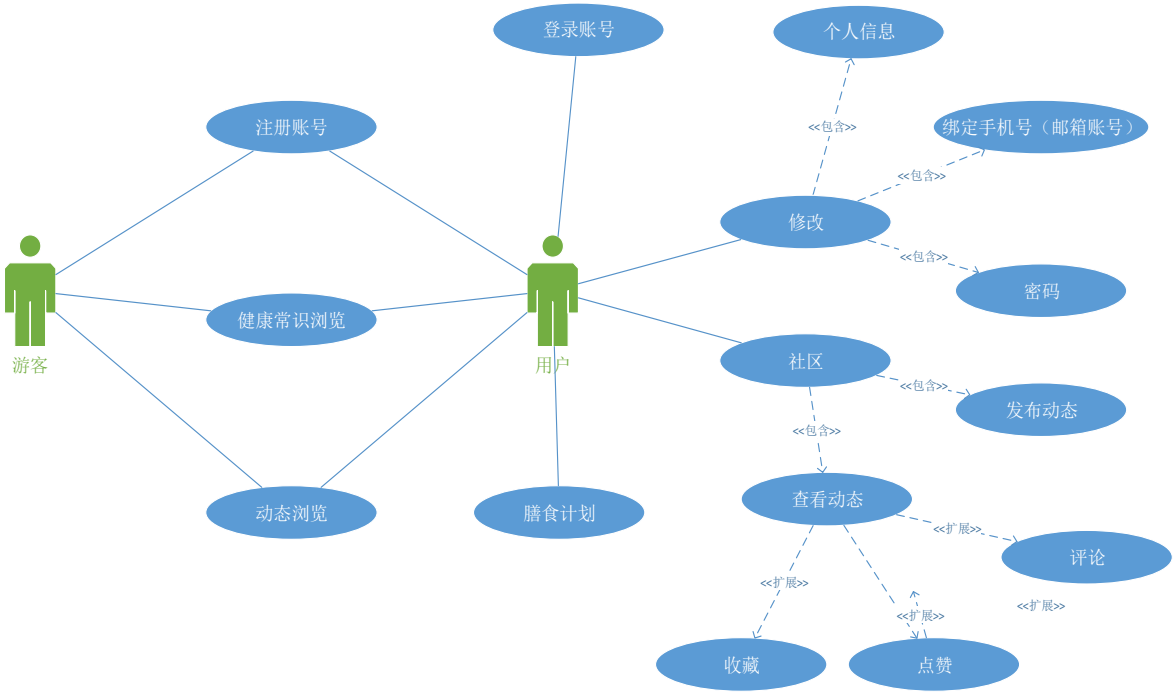 登录账号
个人信息
注册账号
<<包含>>
绑定手机号（邮箱账号）
<<包含>>
修改
<<包含>>
密码
健康常识浏览
游客
用户
社区
<<包含>>
发布动态
<<包含>>
查看动态
动态浏览
膳食计划
<<扩展>>
评论
<<扩展>>
<<扩展>>
<<扩展>>
收藏
点赞